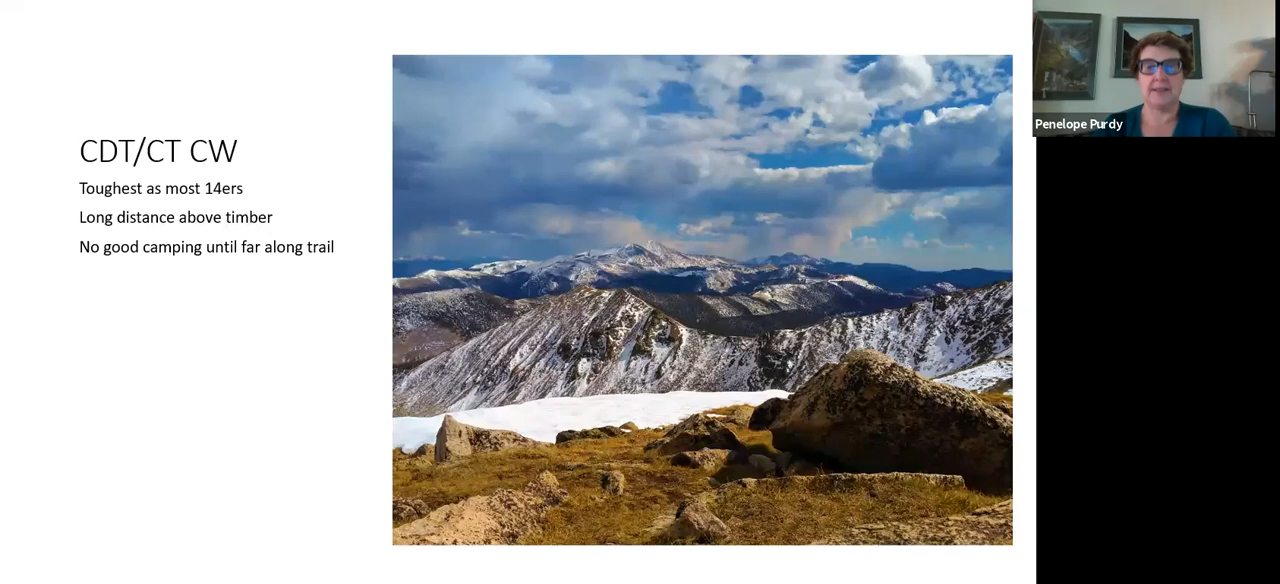 CDT/CT CW
Toughest as most 14ers
Long distance above timber
No good camping until far along trail
Penelope Purdy